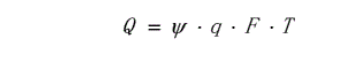 Q = ψ · q · F · T